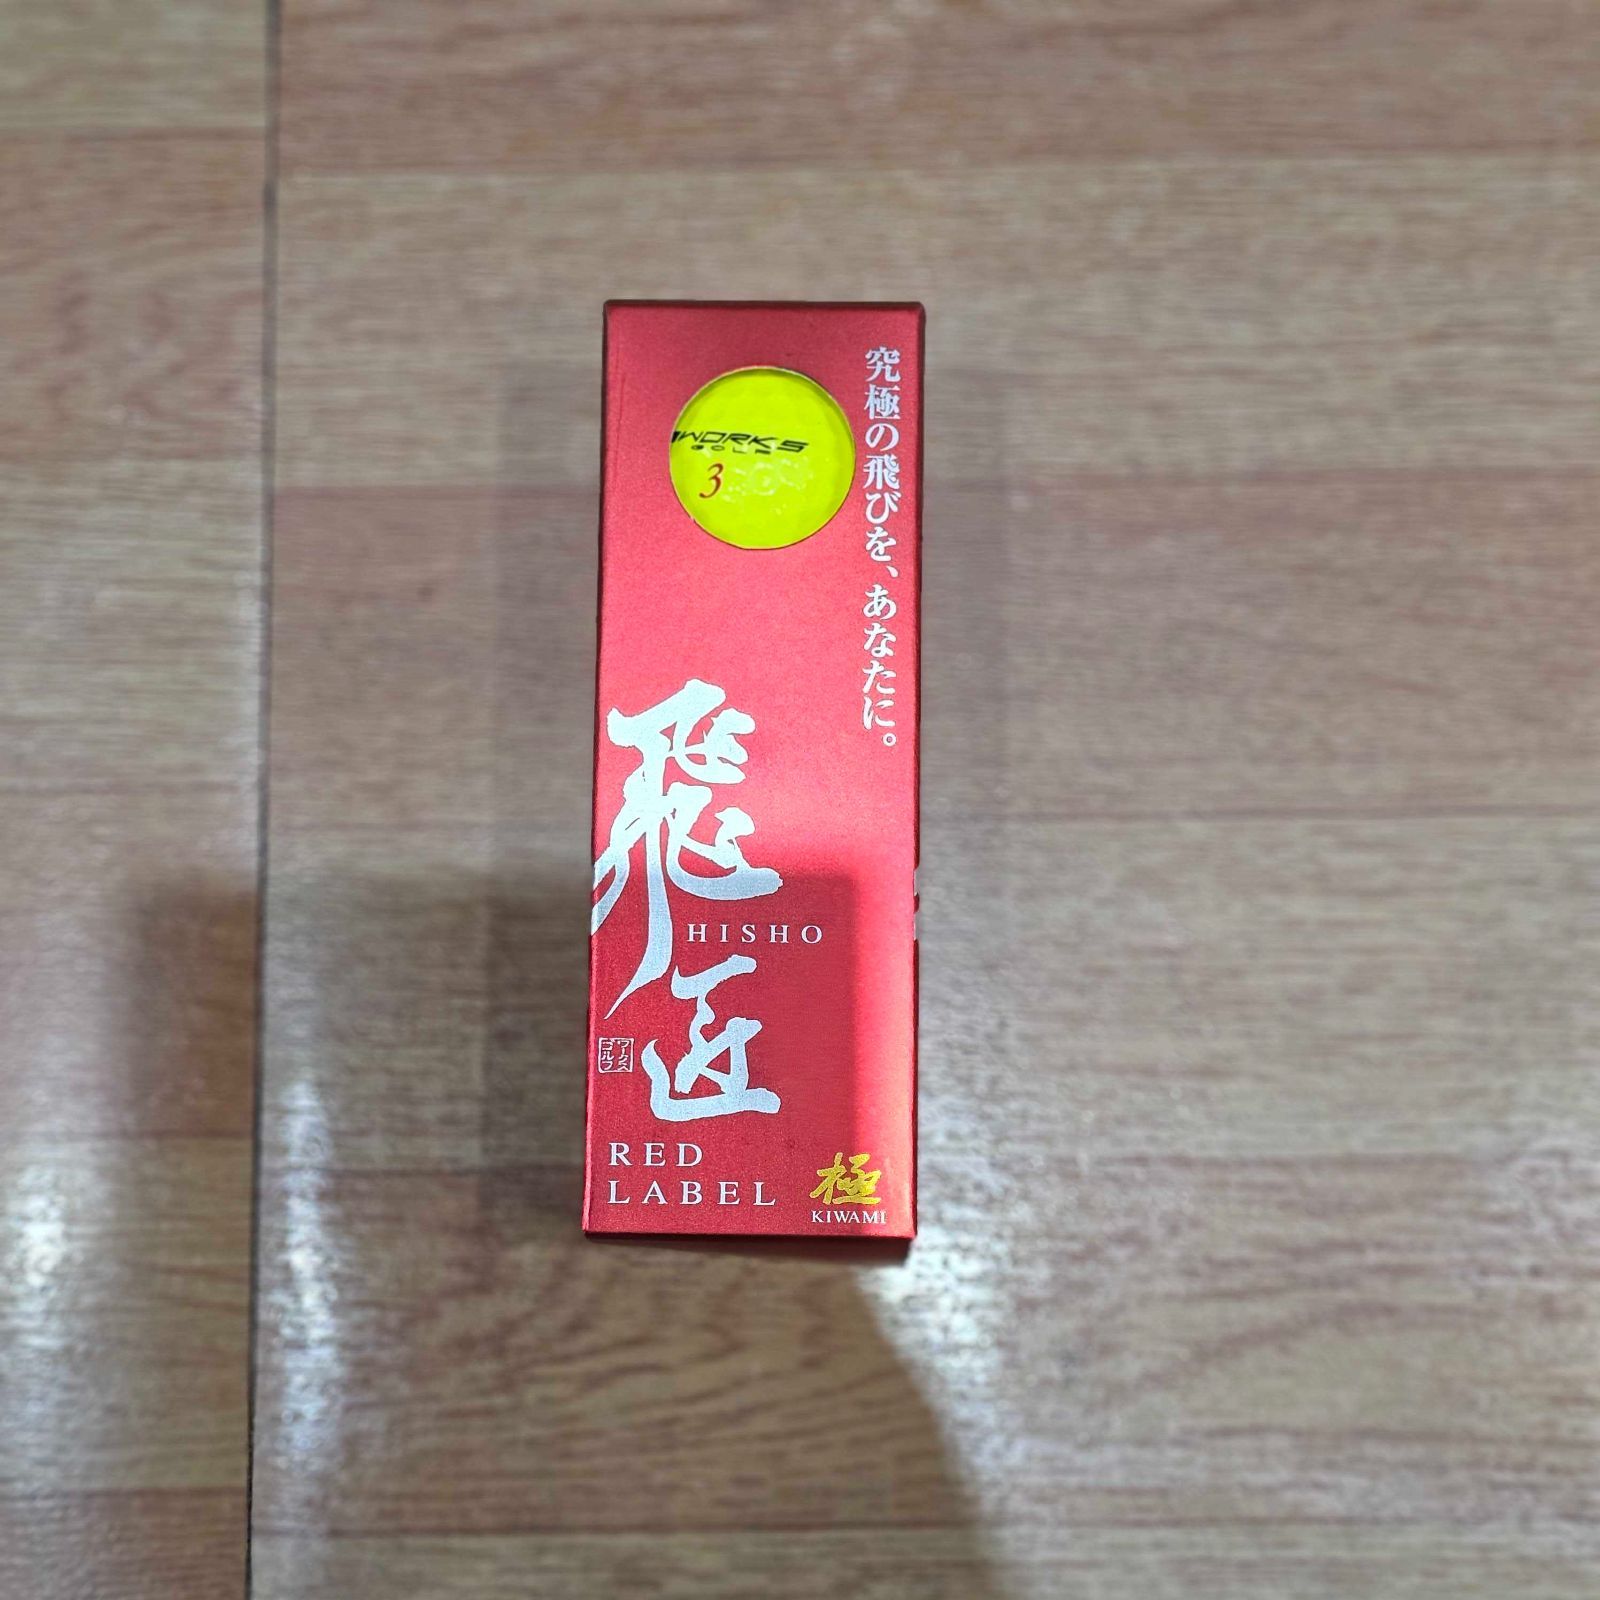 究極の飛びを、あなたに。
WORKS
GOLF
3
飛匠
HISHO
ワークス
ゴルフ
RED
LABEL
極
KIWAMI